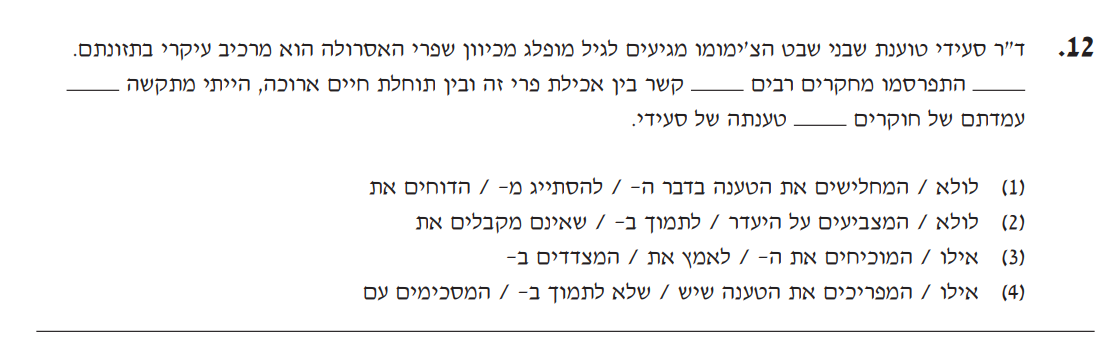 12. ד"ר סעידי טוענת שבני שבט הצ'ימומו מגיעים לגיל מופלג מכיוון שפרי האסרולה הוא מרכיב עיקרי בתזונתם.
_____ התפרסמו מחקרים רבים _____ קשר בין אכילת פרי זה ובין תוחלת חיים ארוכה, הייתי מתקשה _____
עמדתם של חוקרים _____ טענתה של סעידי.
(1) לולא / המחלישים את הטענה בדבר ה- / להסתייג מ- / הדוחים את
(2) לולא / המצביעים על היעדר / לתמוך ב- / שאינם מקבלים את
(3) אילו / המוכיחים את ה- / לאמץ את / המצדדים ב-
(4) אילו / המפריכים את הטענה שיש / שלא לתמוך ב- / המסכימים עם